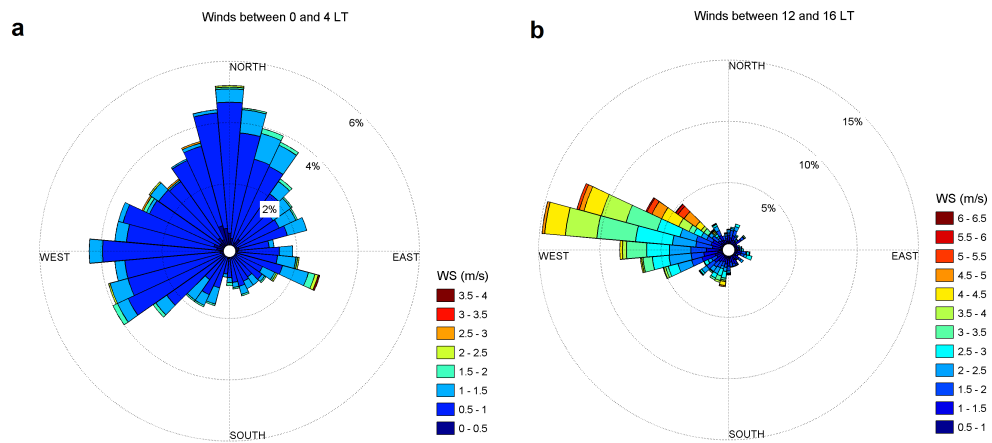 a
Winds between 0 and 4 LT
NORTH
6%
4%
2%
WEST
EAST
SOUTH
WS (m/s)
3.5 - 4
3 - 3.5
2.5 - 3
2 - 2.5
1.5 - 2
1 - 1.5
0.5 - 1
0 - 0.5
b
Winds between 12 and 16 LT
NORTH
15%
10%
5%
WEST
EAST
SOUTH
WS (m/s)
6 - 6.5
5.5 - 6
5 - 5.5
4.5 - 5
4 - 4.5
3.5 - 4
3 - 3.5
2.5 - 3
2 - 2.5
1.5 - 2
1 - 1.5
0.5 - 1